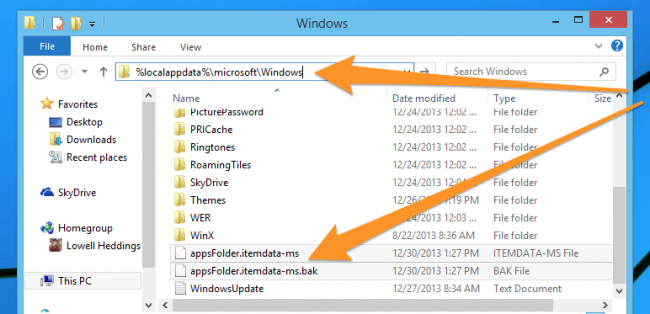 Windows
File
Home
Share
View
%localappdata%\microsoft\Windows
Search Windows
Name
Date modified
Type
Size
Favorites
Desktop
Downloads
Recent places
SkyDrive
Homegroup
Lowell Heddings
This PC
PicturePassword 12/24/2013 12:02 ... File folder
PRICache 12/24/2013 12:02 ... File folder
Ringtones 12/24/2013 12:02 ... File folder
RoamingTiles 12/24/2013 12:02 ... File folder
SkyDrive 12/24/2013 File folder
Themes 12/26/ 7:19 PM File folder
WER 12/24/2013 12:03 ... File folder
WinX 8/22/2013 8:36 AM File folder
appsFolder.itemdata-ms 12/30/2013 1:27 PM ITEMDATA-MS File
appsFolder.itemdata-ms.bak 12/30/2013 1:27 PM BAK File
WindowsUpdate 12/27/2013 8:34 AM Text Document